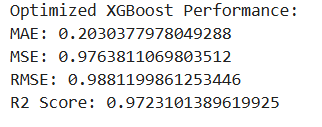 Optimized XGBoost Performance:
MAE: 0.2030377978049288
MSE: 0.9763811069803512
RMSE: 0.9881199861253446
R2 Score: 0.9723101389619925